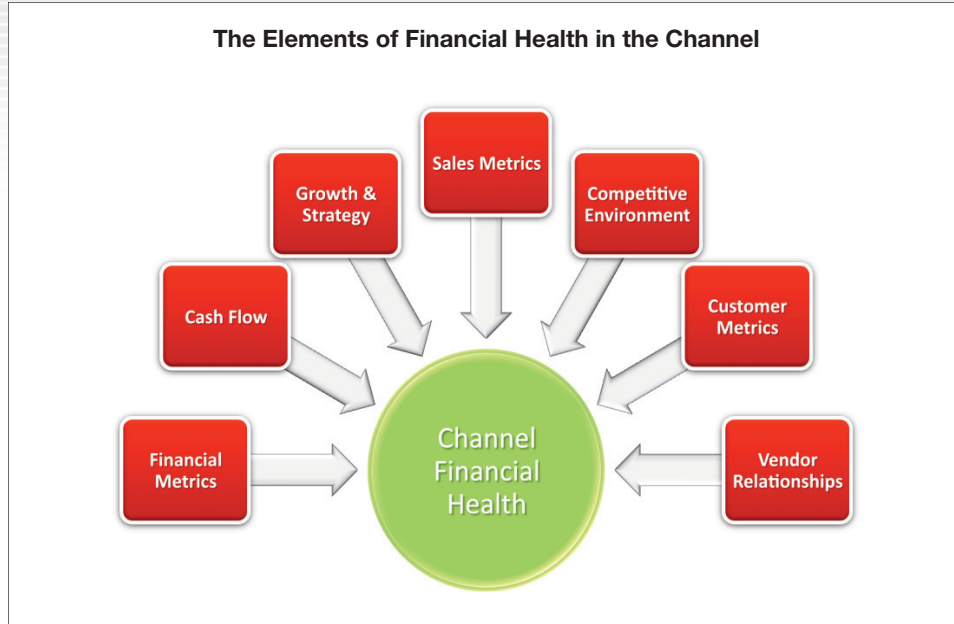 The Elements of Financial Health in the Channel
Sales Metrics
Growth &
Strategy
Competitive
Environment
Cash Flow
Customer
Metrics
Financial
Metrics
Channel
Financial
Health
Vendor
Relationships